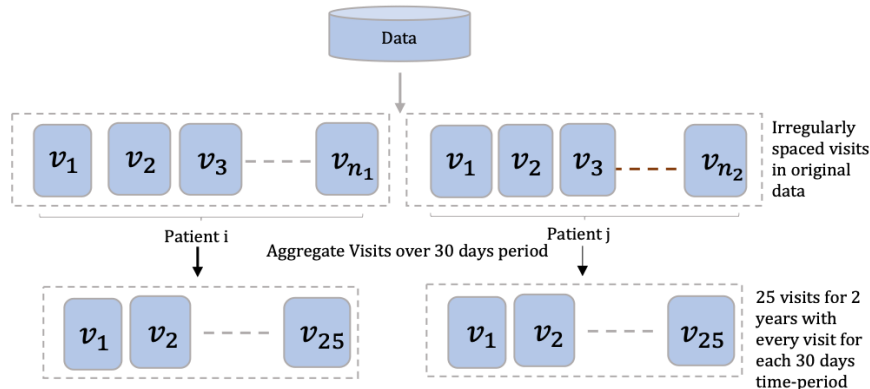 Data
v₁ v₂ v₃ vₙ₁
v₁ v₂ v₃ vₙ₂
Irregularly
spaced visits
in original
data
Patient i
Patient j
Aggregate Visits over 30 days period
v₁ v₂ v₂₅
v₁ v₂ v₂₅
25 visits for 2
years with
every visit for
each 30 days
time-period